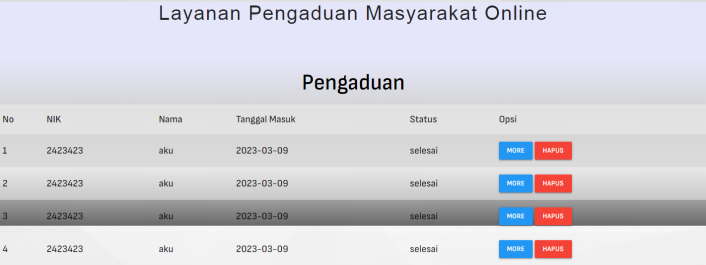 Layanan Pengaduan Masyarakat Online
Pengaduan
No NIK Nama Tanggal Masuk Status Opsi
1 2423423 aku 2023-03-09 selesai MORE HAPUS
2 2423423 aku 2023-03-09 selesai MORE HAPUS
3 2423423 aku 2023-03-09 selesai MORE HAPUS
4 2423423 aku 2023-03-09 selesai MORE HAPUS